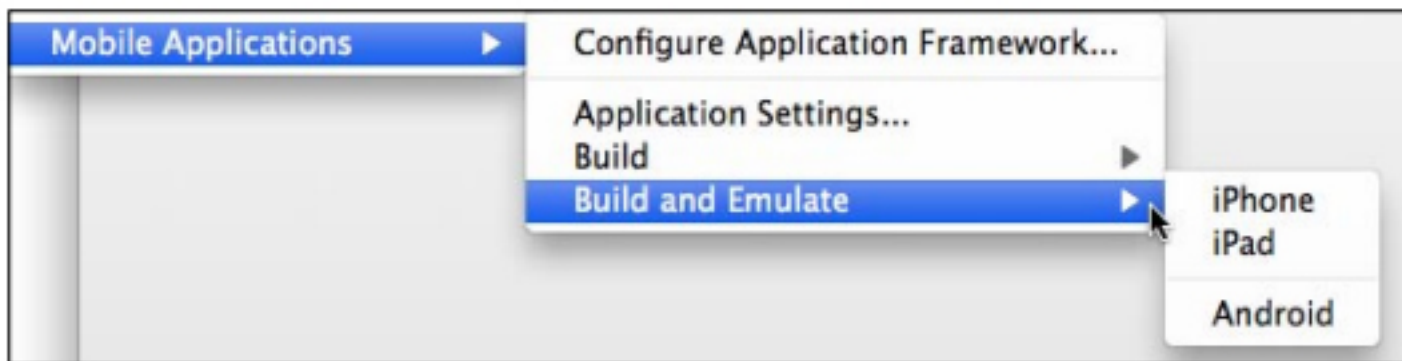 Mobile Applications
Configure Application Framework...
Application Settings...
Build
Build and Emulate
iPhone
iPad
Android